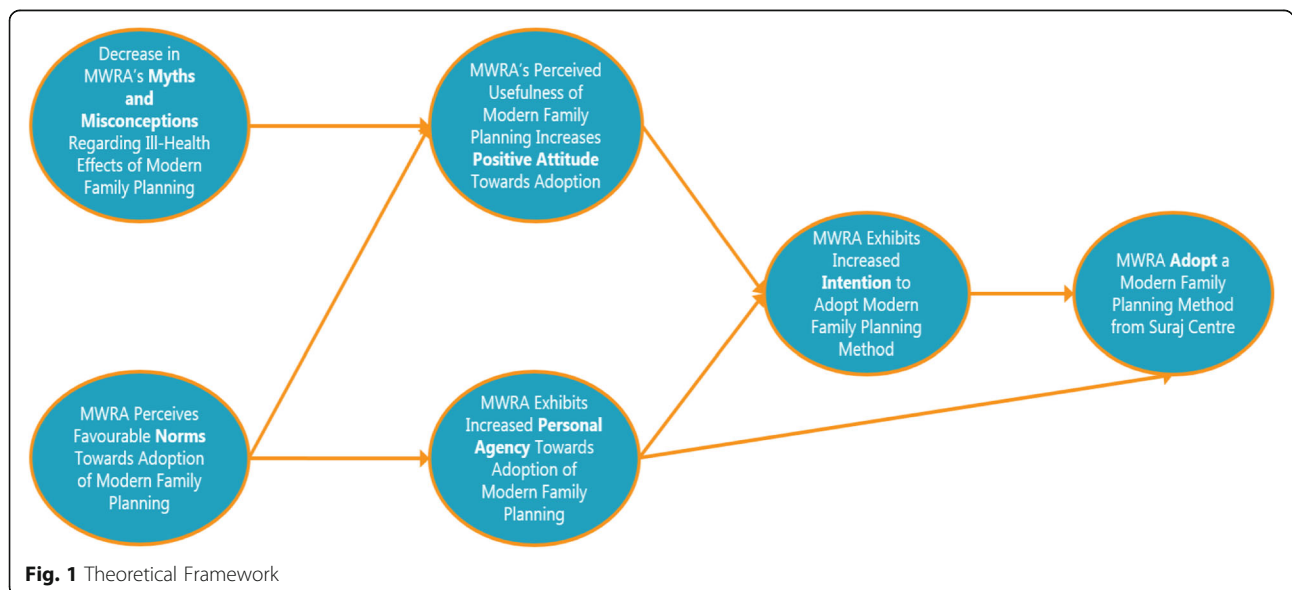 Decrease in
MWRA's Myths
and
Misconceptions
Regarding Ill-Health
Effects of Modern
Family Planning
MWRA's Perceived
Usefulness of
Modern Family
Planning Increases
Positive Attitude
Towards Adoption
MWRA Exhibits
Increased
Intention to
Adopt Modern
Family Planning
Method
MWRA Adopt a
Modern Family
Planning Method
from Suraj Centre
MWRA Perceives
Favourable Norms
Towards Adoption
of Modern Family
Planning
MWRA Exhibits
Increased Personal
Agency Towards
Adoption of
Modern Family
Planning
Fig. 1 Theoretical Framework